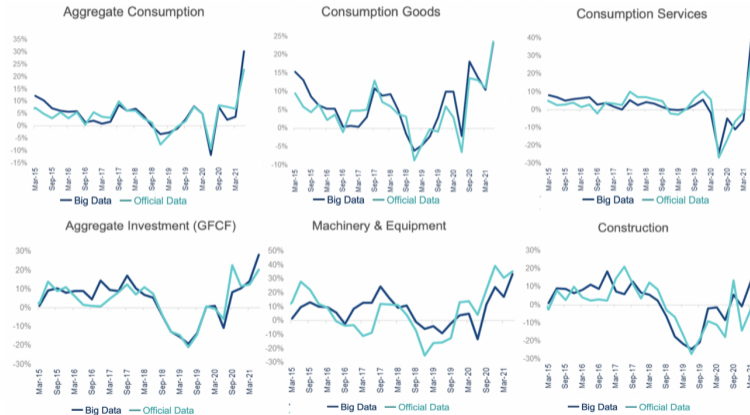 Aggregate Consumption
35%
30%
25%
20%
15%
10%
5%
0%
-5%
-10%
-15%
Mar-15
Sep-15
Mar-16
Sep-16
Mar-17
Sep-17
Mar-18
Sep-18
Mar-19
Sep-19
Mar-20
Sep-20
Mar-21
Big Data
Official Data
Consumption Goods
25%
20%
15%
10%
5%
0%
-5%
-10%
Mar-15
Sep-15
Mar-16
Sep-16
Mar-17
Sep-17
Mar-18
Sep-18
Mar-19
Sep-19
Mar-20
Sep-20
Mar-21
Big Data
Official Data
Consumption Services
40%
30%
20%
10%
0%
-10%
-20%
-30%
Mar-15
Sep-15
Mar-16
Sep-16
Mar-17
Sep-17
Mar-18
Sep-18
Mar-19
Sep-19
Mar-20
Sep-20
Mar-21
Big Data
Official Data
Aggregate Investment (GFCF)
30%
20%
10%
0%
-10%
-20%
-30%
Mar-15
Sep-15
Mar-16
Sep-16
Mar-17
Sep-17
Mar-18
Sep-18
Mar-19
Sep-19
Mar-20
Sep-20
Mar-21
Big Data
Official Data
Machinery & Equipment
50%
40%
30%
20%
10%
0%
-10%
-20%
-30%
Mar-15
Sep-15
Mar-16
Sep-16
Mar-17
Sep-17
Mar-18
Sep-18
Mar-19
Sep-19
Mar-20
Sep-20
Mar-21
Big Data
Official Data
Construction
30%
20%
10%
0%
-10%
-20%
-30%
Mar-15
Sep-15
Mar-16
Sep-16
Mar-17
Sep-17
Mar-18
Sep-18
Mar-19
Sep-19
Mar-20
Sep-20
Big Data
Official Data